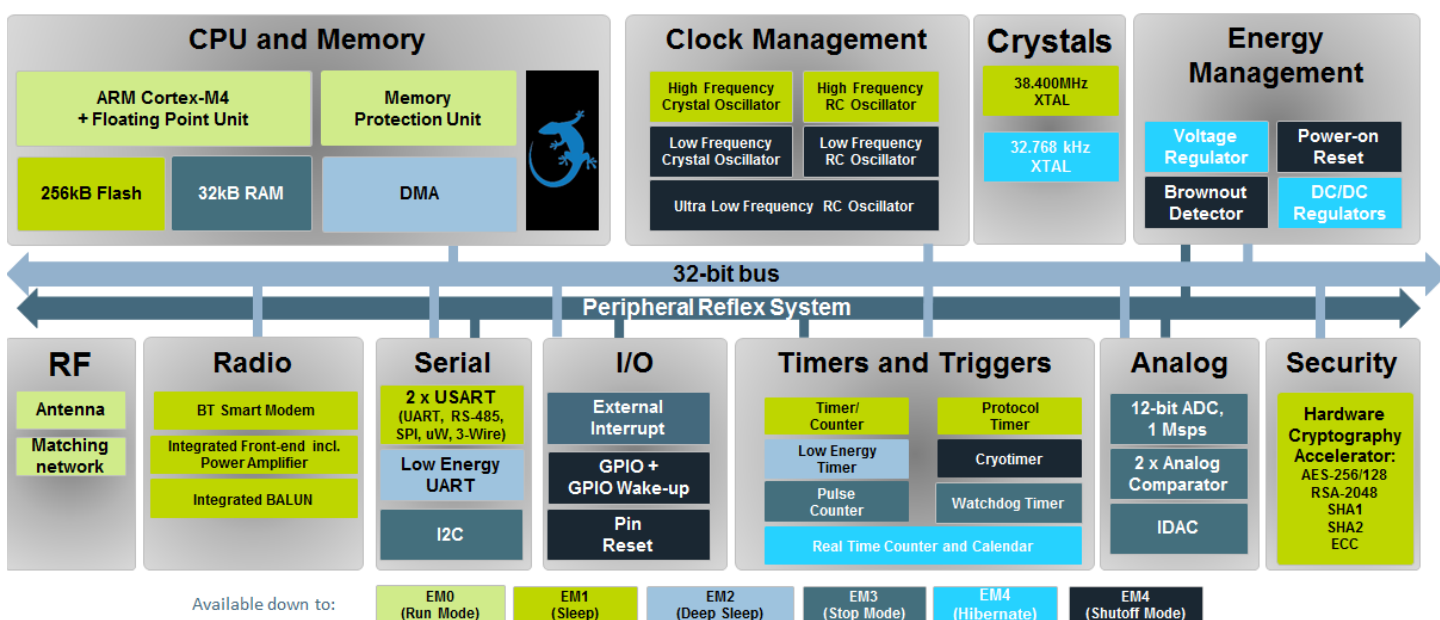 CPU and Memory
ARM Cortex-M4
+ Floating Point Unit
Memory
Protection Unit
256kB Flash
32kB RAM
DMA
Clock Management
High Frequency
Crystal Oscillator
High Frequency
RC Oscillator
Low Frequency
Crystal Oscillator
Low Frequency
RC Oscillator
Ultra Low Frequency RC Oscillator
Crystals
38.400MHz
XTAL
32.768 kHz
XTAL
Energy
Management
Voltage
Regulator
Power-on
Reset
Brownout
Detector
DC/DC
Regulators
32-bit bus
Peripheral Reflex System
RF
Antenna
Matching
network
Radio
BT Smart Modem
Integrated Front-end incl.
Power Amplifier
Integrated BALUN
Serial
2 x USART
(UART, RS-485,
SPI, uW, 3-Wire)
Low Energy
UART
I2C
I/O
External
Interrupt
GPIO +
GPIO Wake-up
Pin
Reset
Timers and Triggers
Timer/
Counter
Protocol
Timer
Low Energy
Timer
Cryotimer
Pulse
Counter
Watchdog Timer
Real Time Counter and Calendar
Analog
12-bit ADC,
1 Msps
2 x Analog
Comparator
IDAC
Security
Hardware
Cryptography
Accelerator:
AES-256/128
RSA-2048
SHA1
SHA2
ECC
Available down to:
EM0
(Run Mode)
EM1
(Sleep)
EM2
(Deep Sleep)
EM3
(Stop Mode)
EM4
(Hibernate)
EM4
(Shutoff Mode)